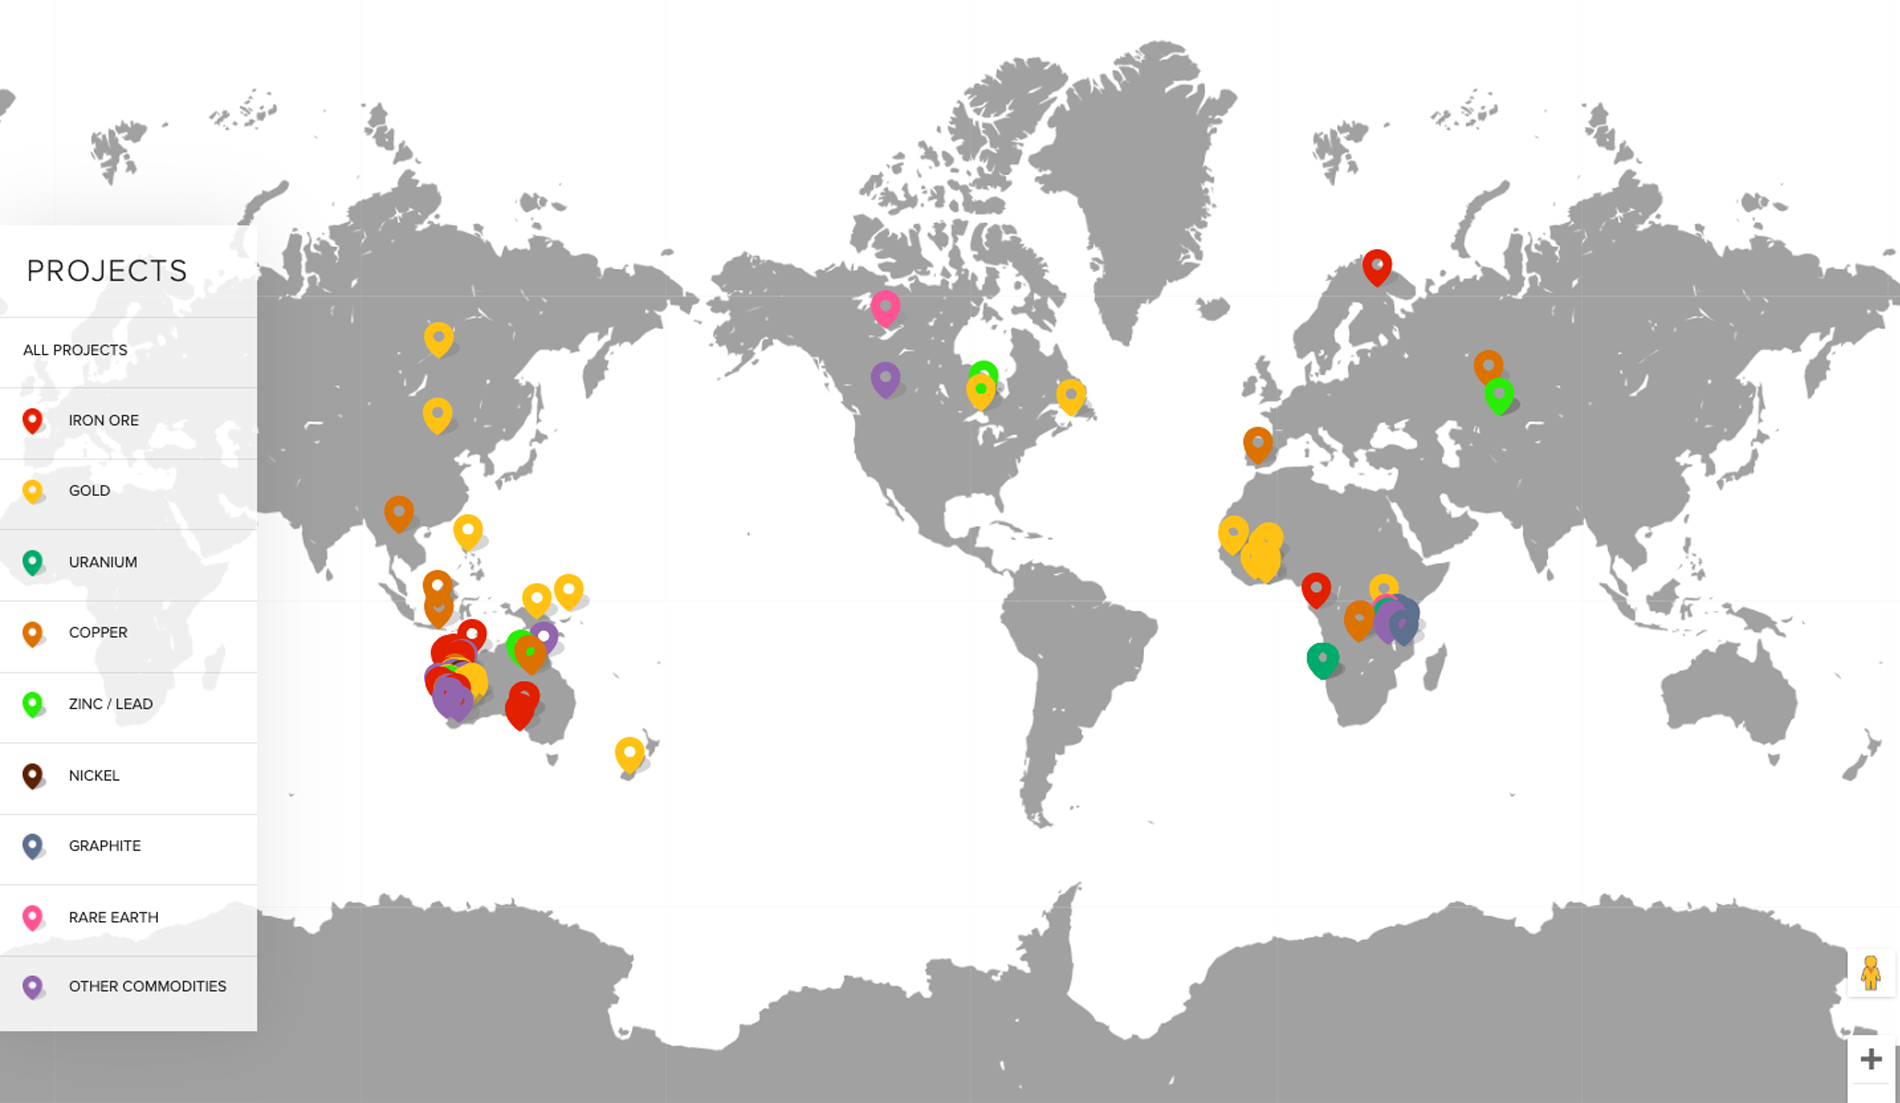 PROJECTS
ALL PROJECTS
IRON ORE
GOLD
URANIUM
COPPER
ZINC / LEAD
NICKEL
GRAPHITE
RARE EARTH
OTHER COMMODITIES
+